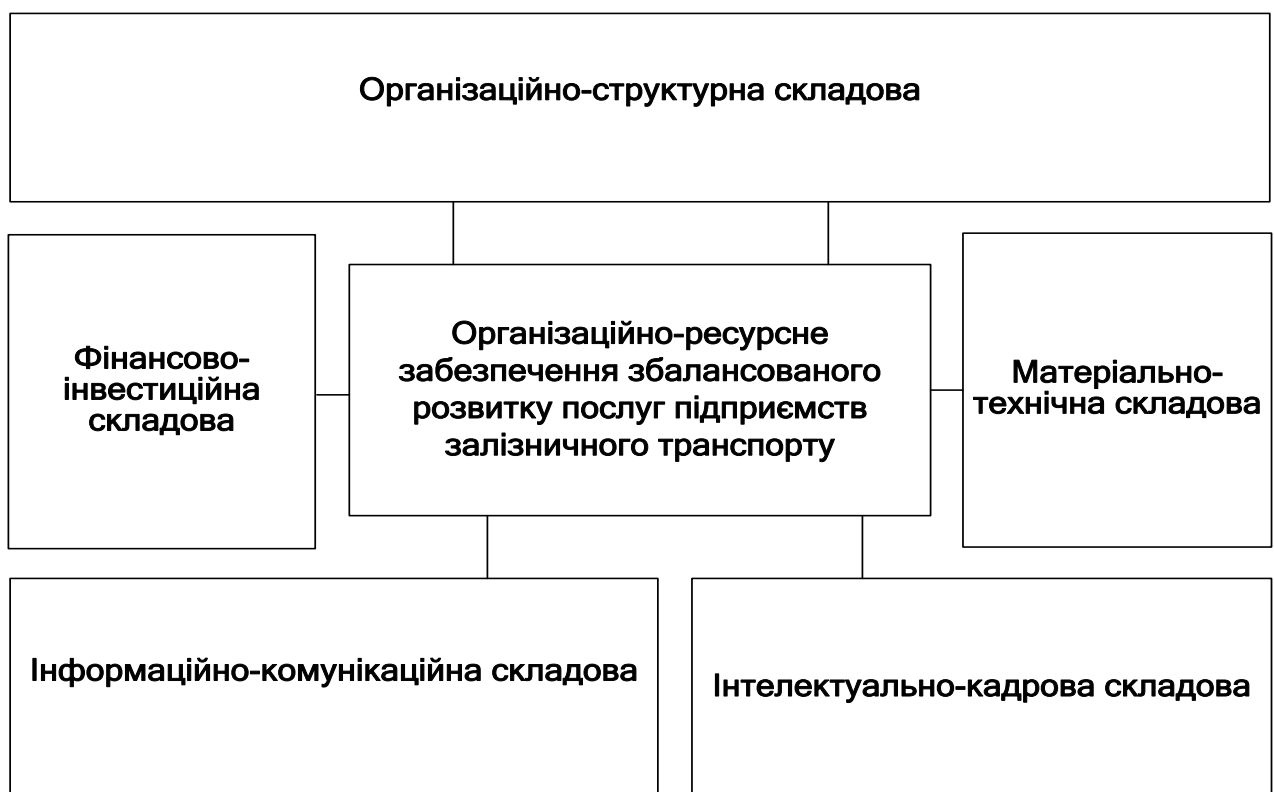 Організаційно-структурна складова
Фінансово-
інвестиційна
складова
Організаційно-ресурсне
забезпечення збалансованого
розвитку послуг підприємств
залізничного транспорту
Матеріально-
технічна складова
Інформаційно-комунікаційна складова
Інтелектуально-кадрова складова